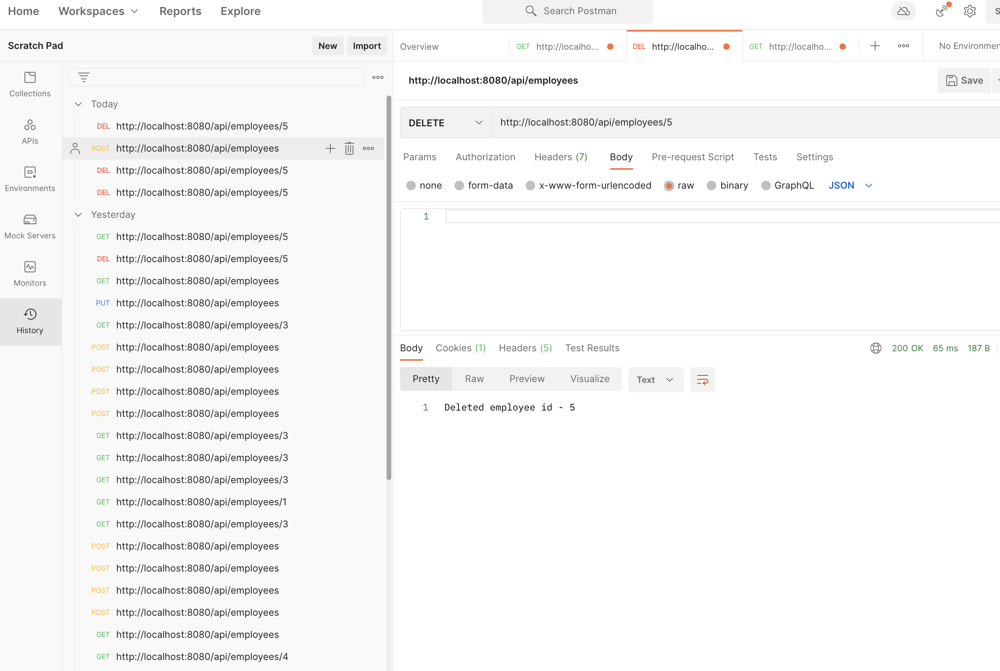 Home Workspaces Reports Explore Search Postman
Scratch Pad New Import
Overview GET http://localho... DEL http://localho... GET http://localho... No Environmen
Collections
APIs
Environments
Mock Servers
Monitors
History
Today
DEL http://localhost:8080/api/employees/5
POST http://localhost:8080/api/employees
DEL http://localhost:8080/api/employees/5
DEL http://localhost:8080/api/employees/5
Yesterday
GET http://localhost:8080/api/employees/5
DEL http://localhost:8080/api/employees/5
GET http://localhost:8080/api/employees
PUT http://localhost:8080/api/employees
GET http://localhost:8080/api/employees/3
POST http://localhost:8080/api/employees
POST http://localhost:8080/api/employees
POST http://localhost:8080/api/employees
POST http://localhost:8080/api/employees
GET http://localhost:8080/api/employees/3
GET http://localhost:8080/api/employees/3
GET http://localhost:8080/api/employees/3
GET http://localhost:8080/api/employees/1
GET http://localhost:8080/api/employees/3
POST http://localhost:8080/api/employees
POST http://localhost:8080/api/employees
POST http://localhost:8080/api/employees
POST http://localhost:8080/api/employees
GET http://localhost:8080/api/employees
GET http://localhost:8080/api/employees/4
http://localhost:8080/api/employees Save
DELETE http://localhost:8080/api/employees/5
Params Authorization Headers (7) Body Pre-request Script Tests Settings
none form-data x-www-form-urlencoded raw binary GraphQL JSON
1
Body Cookies (1) Headers (5) Test Results 200 OK 65 ms 187 B
Pretty Raw Preview Visualize Text
1 Deleted employee id - 5